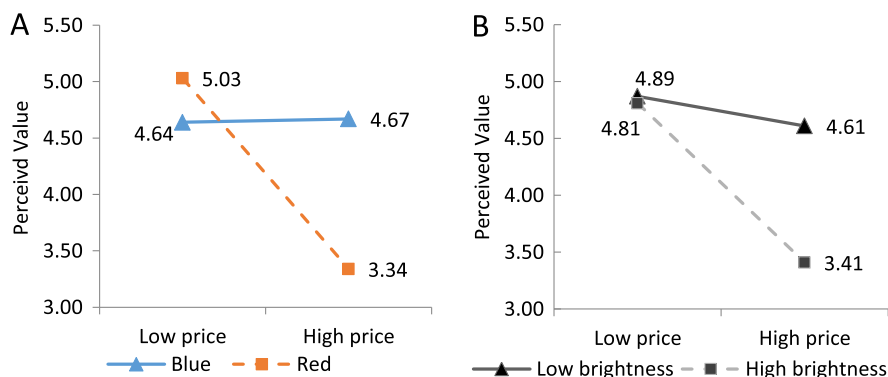 A
Perceivd Value
5.50
5.00
4.50
4.00
3.50
3.00
5.03
4.64
4.67
3.34
Low price High price
Blue Red
B
Perceived Value
5.50
5.00
4.50
4.00
3.50
3.00
4.89
4.81
4.61
3.41
Low price High price
Low brightness High brightness